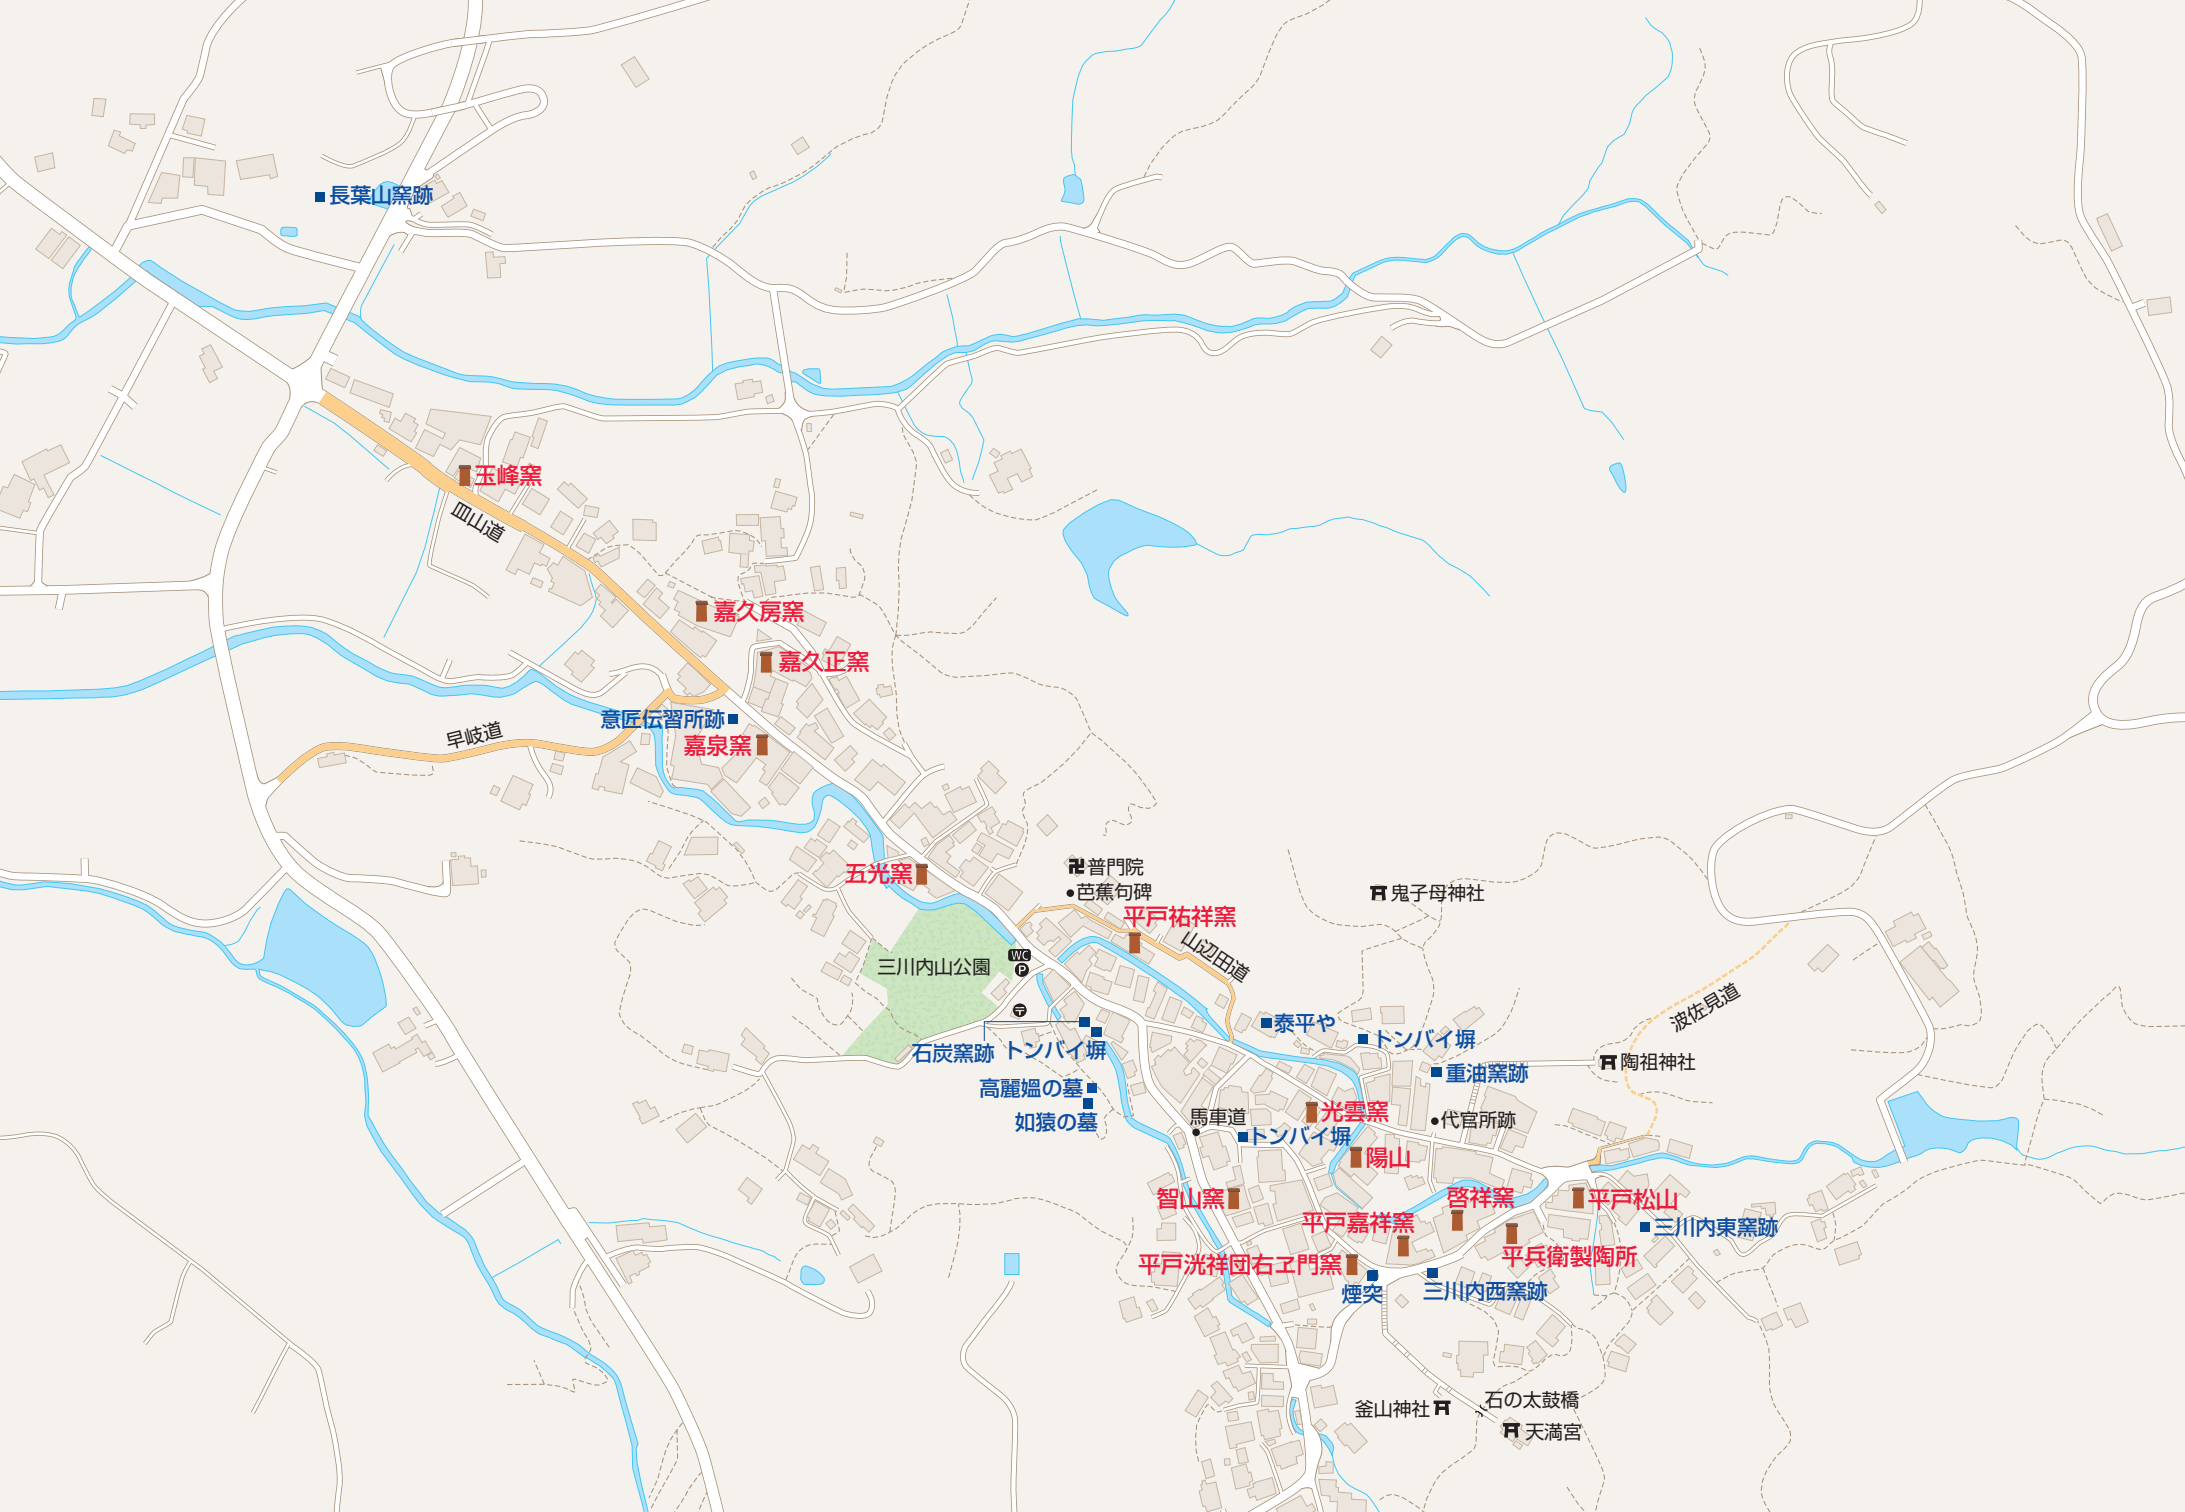 長葉山窯跡
玉峰窯
皿山道
嘉久房窯
嘉久正窯
意匠伝習所跡
嘉泉窯
早岐道
五光窯
普門院
芭蕉句碑
平戸祐祥窯
鬼子母神社
山辺田道
WC
P
三川内山公園
波佐見道
泰平や
トンバイ塀
石炭窯跡
トンバイ塀
陶祖神社
重油窯跡
高麗媼の墓
如猿の墓
馬車道
光雲窯
代官所跡
トンバイ塀
陽山
智山窯
啓祥窯
平戸松山
平戸嘉祥窯
三川内東窯跡
平戸洸祥団右ヱ門窯
平兵衛製陶所
煙突
三川内西窯跡
石の太鼓橋
釜山神社
天満宮